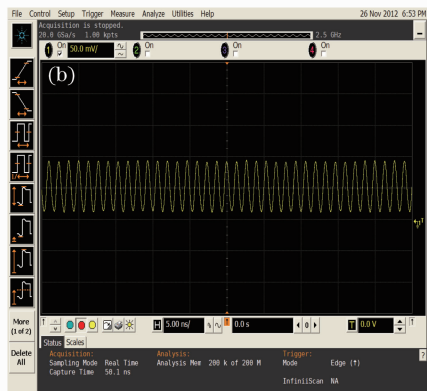 File Control Setup Trigger Measure Analyze Utilities Help 26 Nov 2012 6:53 PM
Acquisition is stopped.
20.0 GSa/s 1.00 kpts 2.5 GHz
1 On 50.0 mV/ 2 On 3 On 4 On
(b)
T
More
(1 of 2)
Delete
All
H 5.00 ns/ 0.0 s 0 T 0.0 V
Status Scales
Acquisition: Analysis: Trigger:
Sampling Mode Real Time Analysis Mem 200 k of 200 M Mode Edge (↑)
Capture Time 50.1 ns
InfiniiScan NA
?